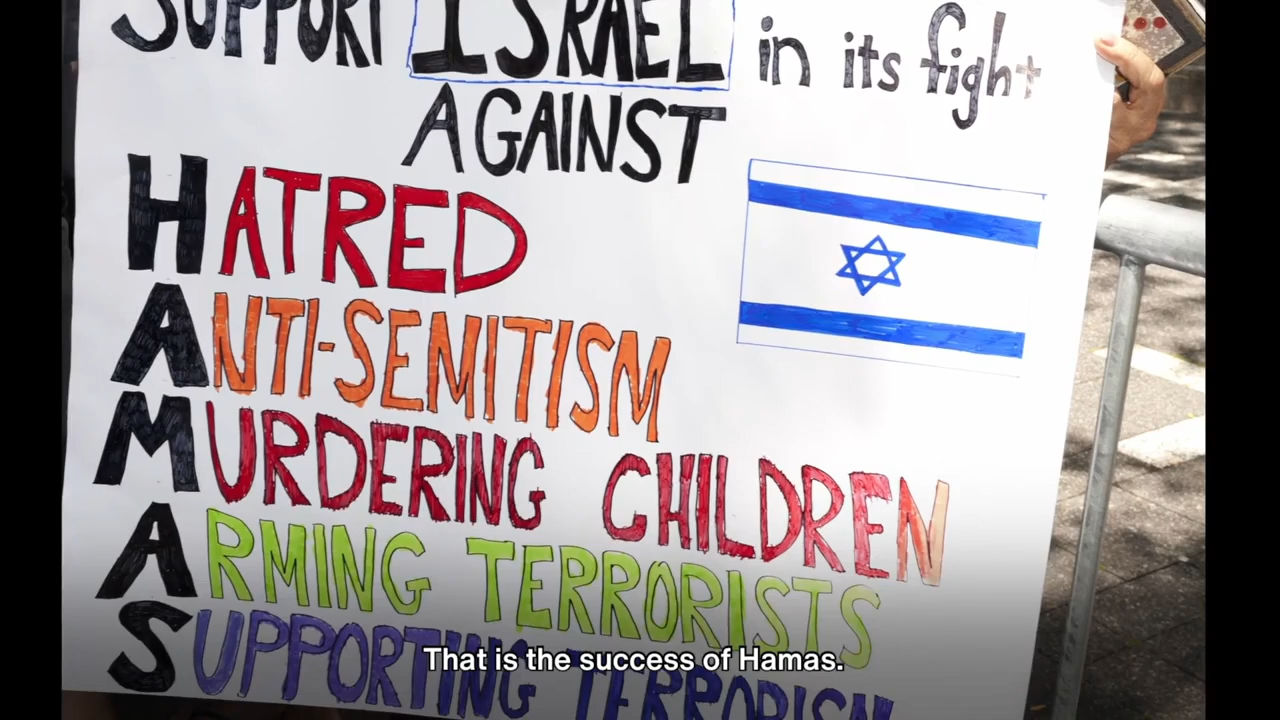 SUPPORT ISRAEL in its fight
AGAINST
HATRED
ANTI-SEMITISM
MURDERING CHILDREN
ARMING TERRORISTS
SUPPORTING TERRORISM
That is the success of Hamas.